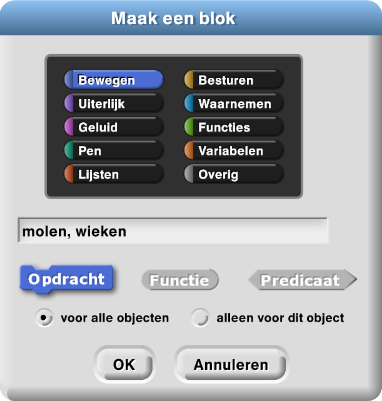 Maak een blok
Bewegen Besturen
Uiterlijk Waarnemen
Geluid Functies
Pen Variabelen
Lijsten Overig
molen, wieken
Opdracht Functie Predicaat
voor alle objecten alleen voor dit object
OK Annuleren